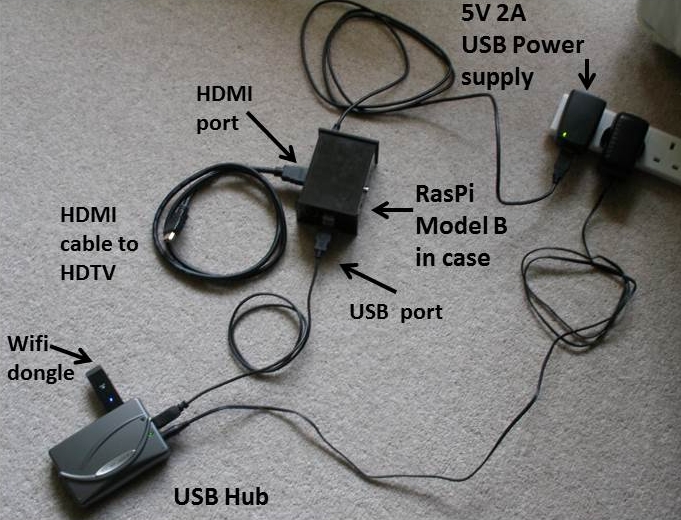 5V 2A
USB Power
supply
HDMI
port
RasPi
Model B
in case
HDMI
cable to
HDTV
USB port
Wifi
dongle
USB Hub